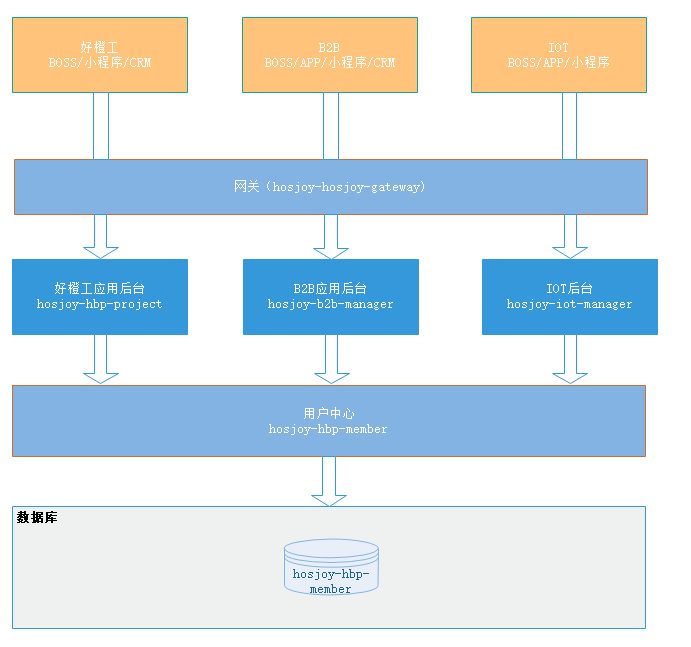 好橙工
BOSS/小程序/CRM
B2B
BOSS/APP/小程序/CRM
IOT
BOSS/APP/小程序
网关（hosjoy-hosjoy-gateway）
好橙工应用后台
hosjoy-hbp-project
B2B应用后台
hosjoy-b2b-manager
IOT后台
hosjoy-iot-manager
用户中心
hosjoy-hbp-member
数据库
hosjoy-hbp-
member